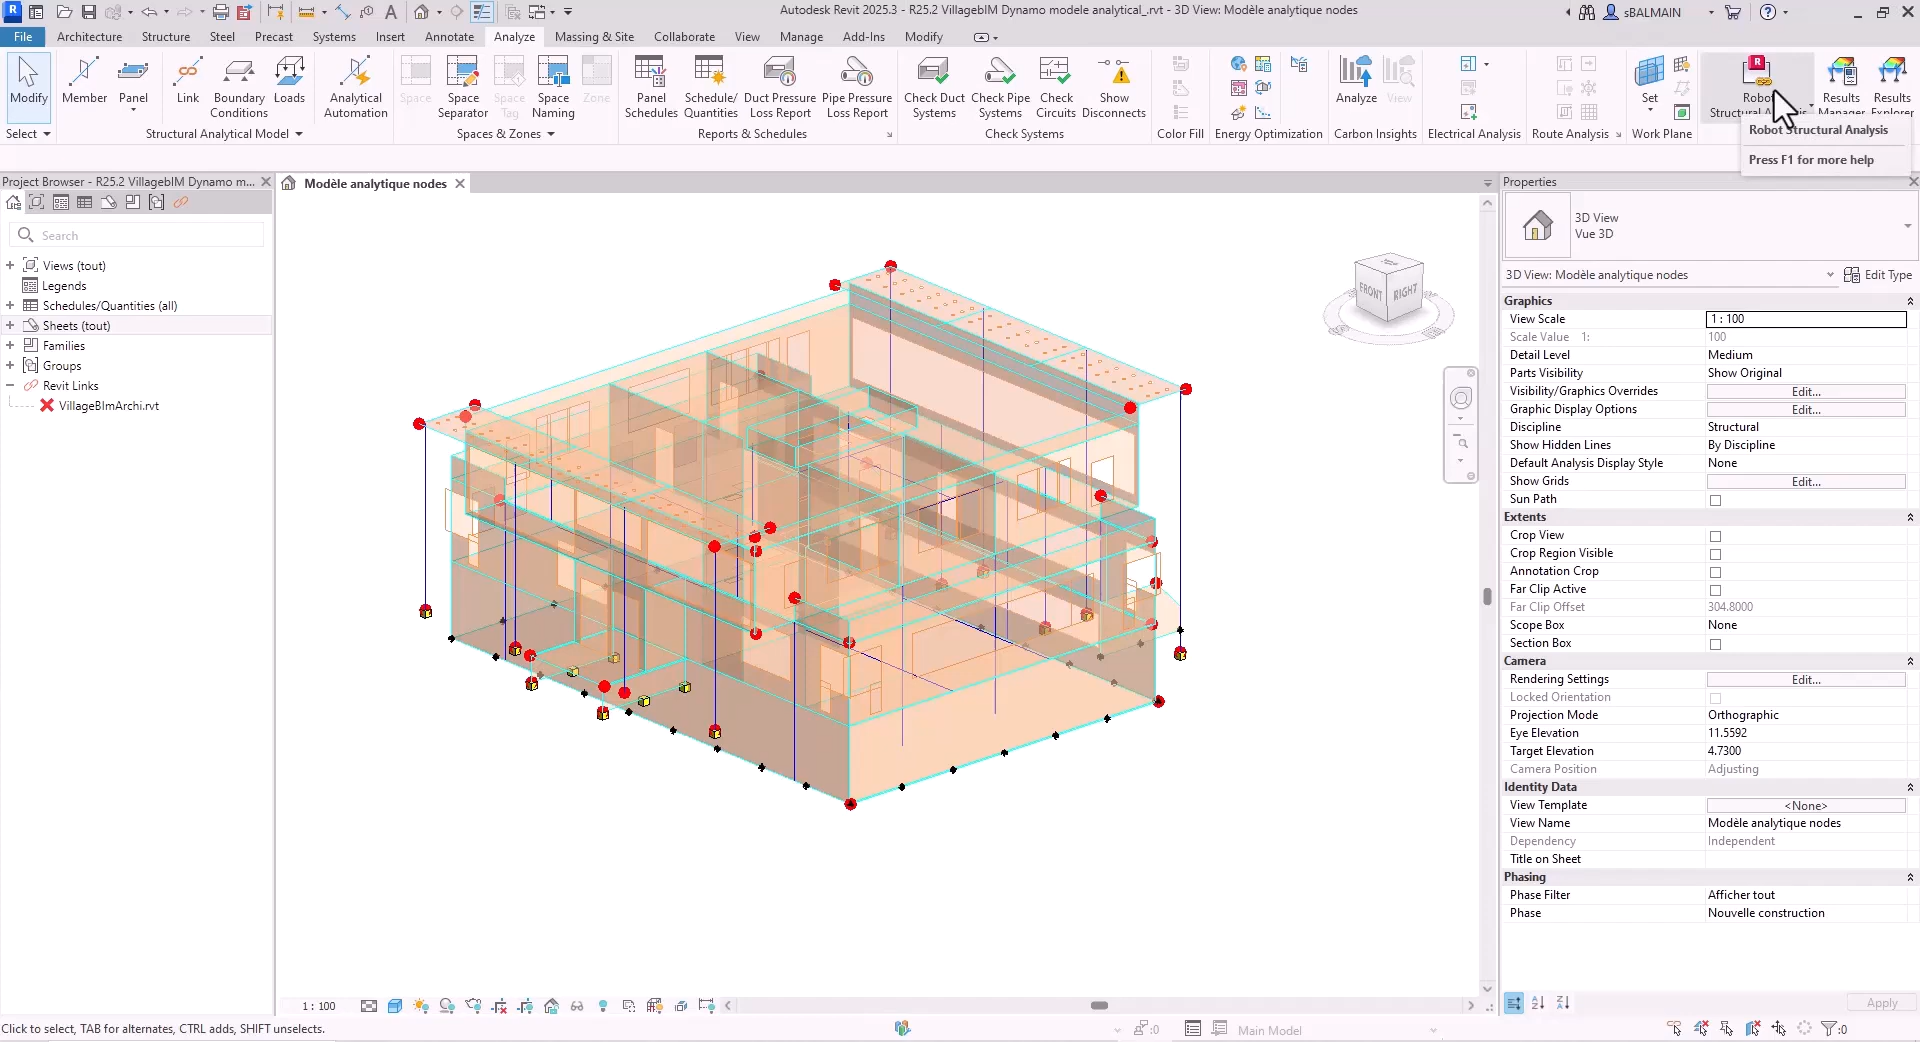 Autodesk Revit 2025.3 - R25.2 VillagebIM Dynamo modele analytical_.rvt - 3D View: Modèle analytique nodes
sBALMAIN
File Architecture Structure Steel Precast Systems Insert Annotate Analyze Massing & Site Collaborate View Manage Add-Ins Modify
Modify Member Panel Link Boundary Conditions Loads Analytical Automation Space Space Separator Space Tag Space Naming Zone Panel Schedules Schedule/ Quantities Duct Pressure Loss Report Pipe Pressure Loss Report Check Duct Systems Check Pipe Systems Check Circuits Show Disconnects Analyze View Set Results Manager Results Explorer
Select Structural Analytical Model Spaces & Zones Reports & Schedules Check Systems Color Fill Energy Optimization Carbon Insights Electrical Analysis Route Analysis Work Plane
Robot Structural Analysis
Press F1 for more help
Project Browser - R25.2 VillagebIM Dynamo m...
Modèle analytique nodes
Properties
Search
Views (tout)
Legends
Schedules/Quantities (all)
Sheets (tout)
Families
Groups
Revit Links
VillageBImArchi.rvt
FRONT RIGHT
3D View
Vue 3D
3D View: Modèle analytique nodes Edit Type
Graphics
View Scale 1 : 100
Scale Value 1: 100
Detail Level Medium
Parts Visibility Show Original
Visibility/Graphics Overrides Edit...
Graphic Display Options Edit...
Discipline Structural
Show Hidden Lines By Discipline
Default Analysis Display Style None
Show Grids Edit...
Sun Path
Extents
Crop View
Crop Region Visible
Annotation Crop
Far Clip Active
Far Clip Offset 304.8000
Scope Box None
Section Box
Camera
Rendering Settings Edit...
Locked Orientation
Projection Mode Orthographic
Eye Elevation 11.5592
Target Elevation 4.7300
Camera Position Adjusting
Identity Data
View Template <None>
View Name Modèle analytique nodes
Dependency Independent
Title on Sheet
Phasing
Phase Filter Afficher tout
Phase Nouvelle construction
Apply
1 : 100
Click to select, TAB for alternates, CTRL adds, SHIFT unselects.
:0
Main Model
:0